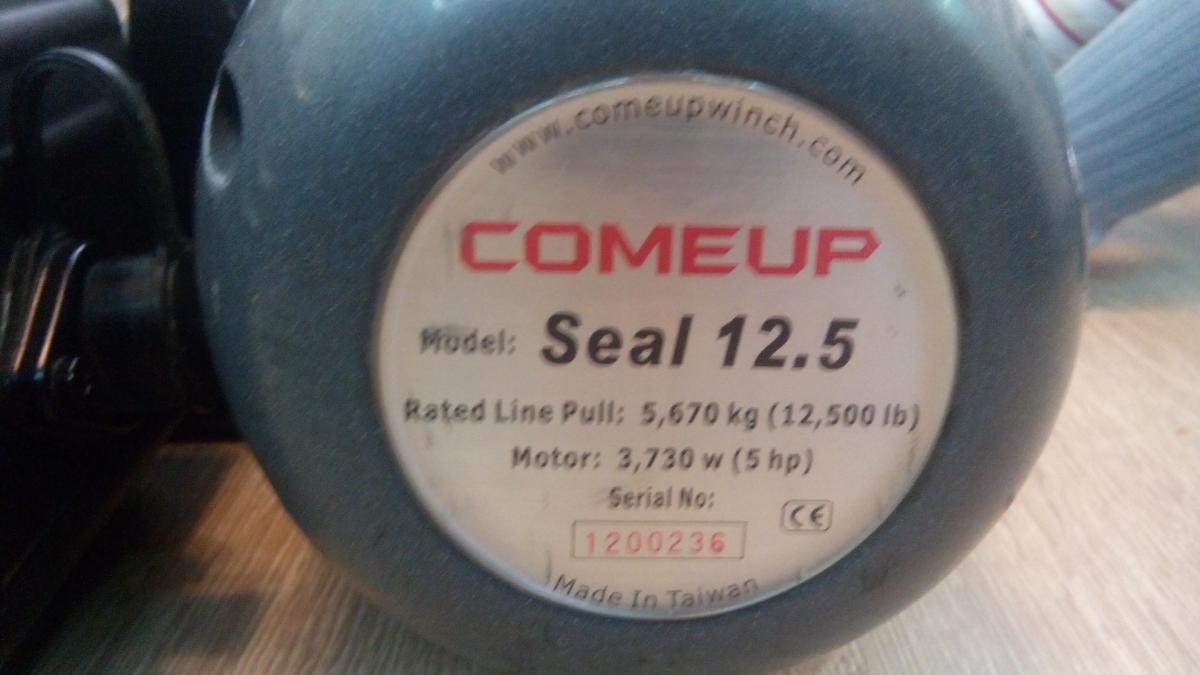 www.comeupwinch.com
COMEUP
Model: Seal 12.5
Rated Line Pull: 5,670 kg (12,500 lb)
Motor: 3,730 w (5 hp)
Serial No:
CE
1200236
Made In Taiwan